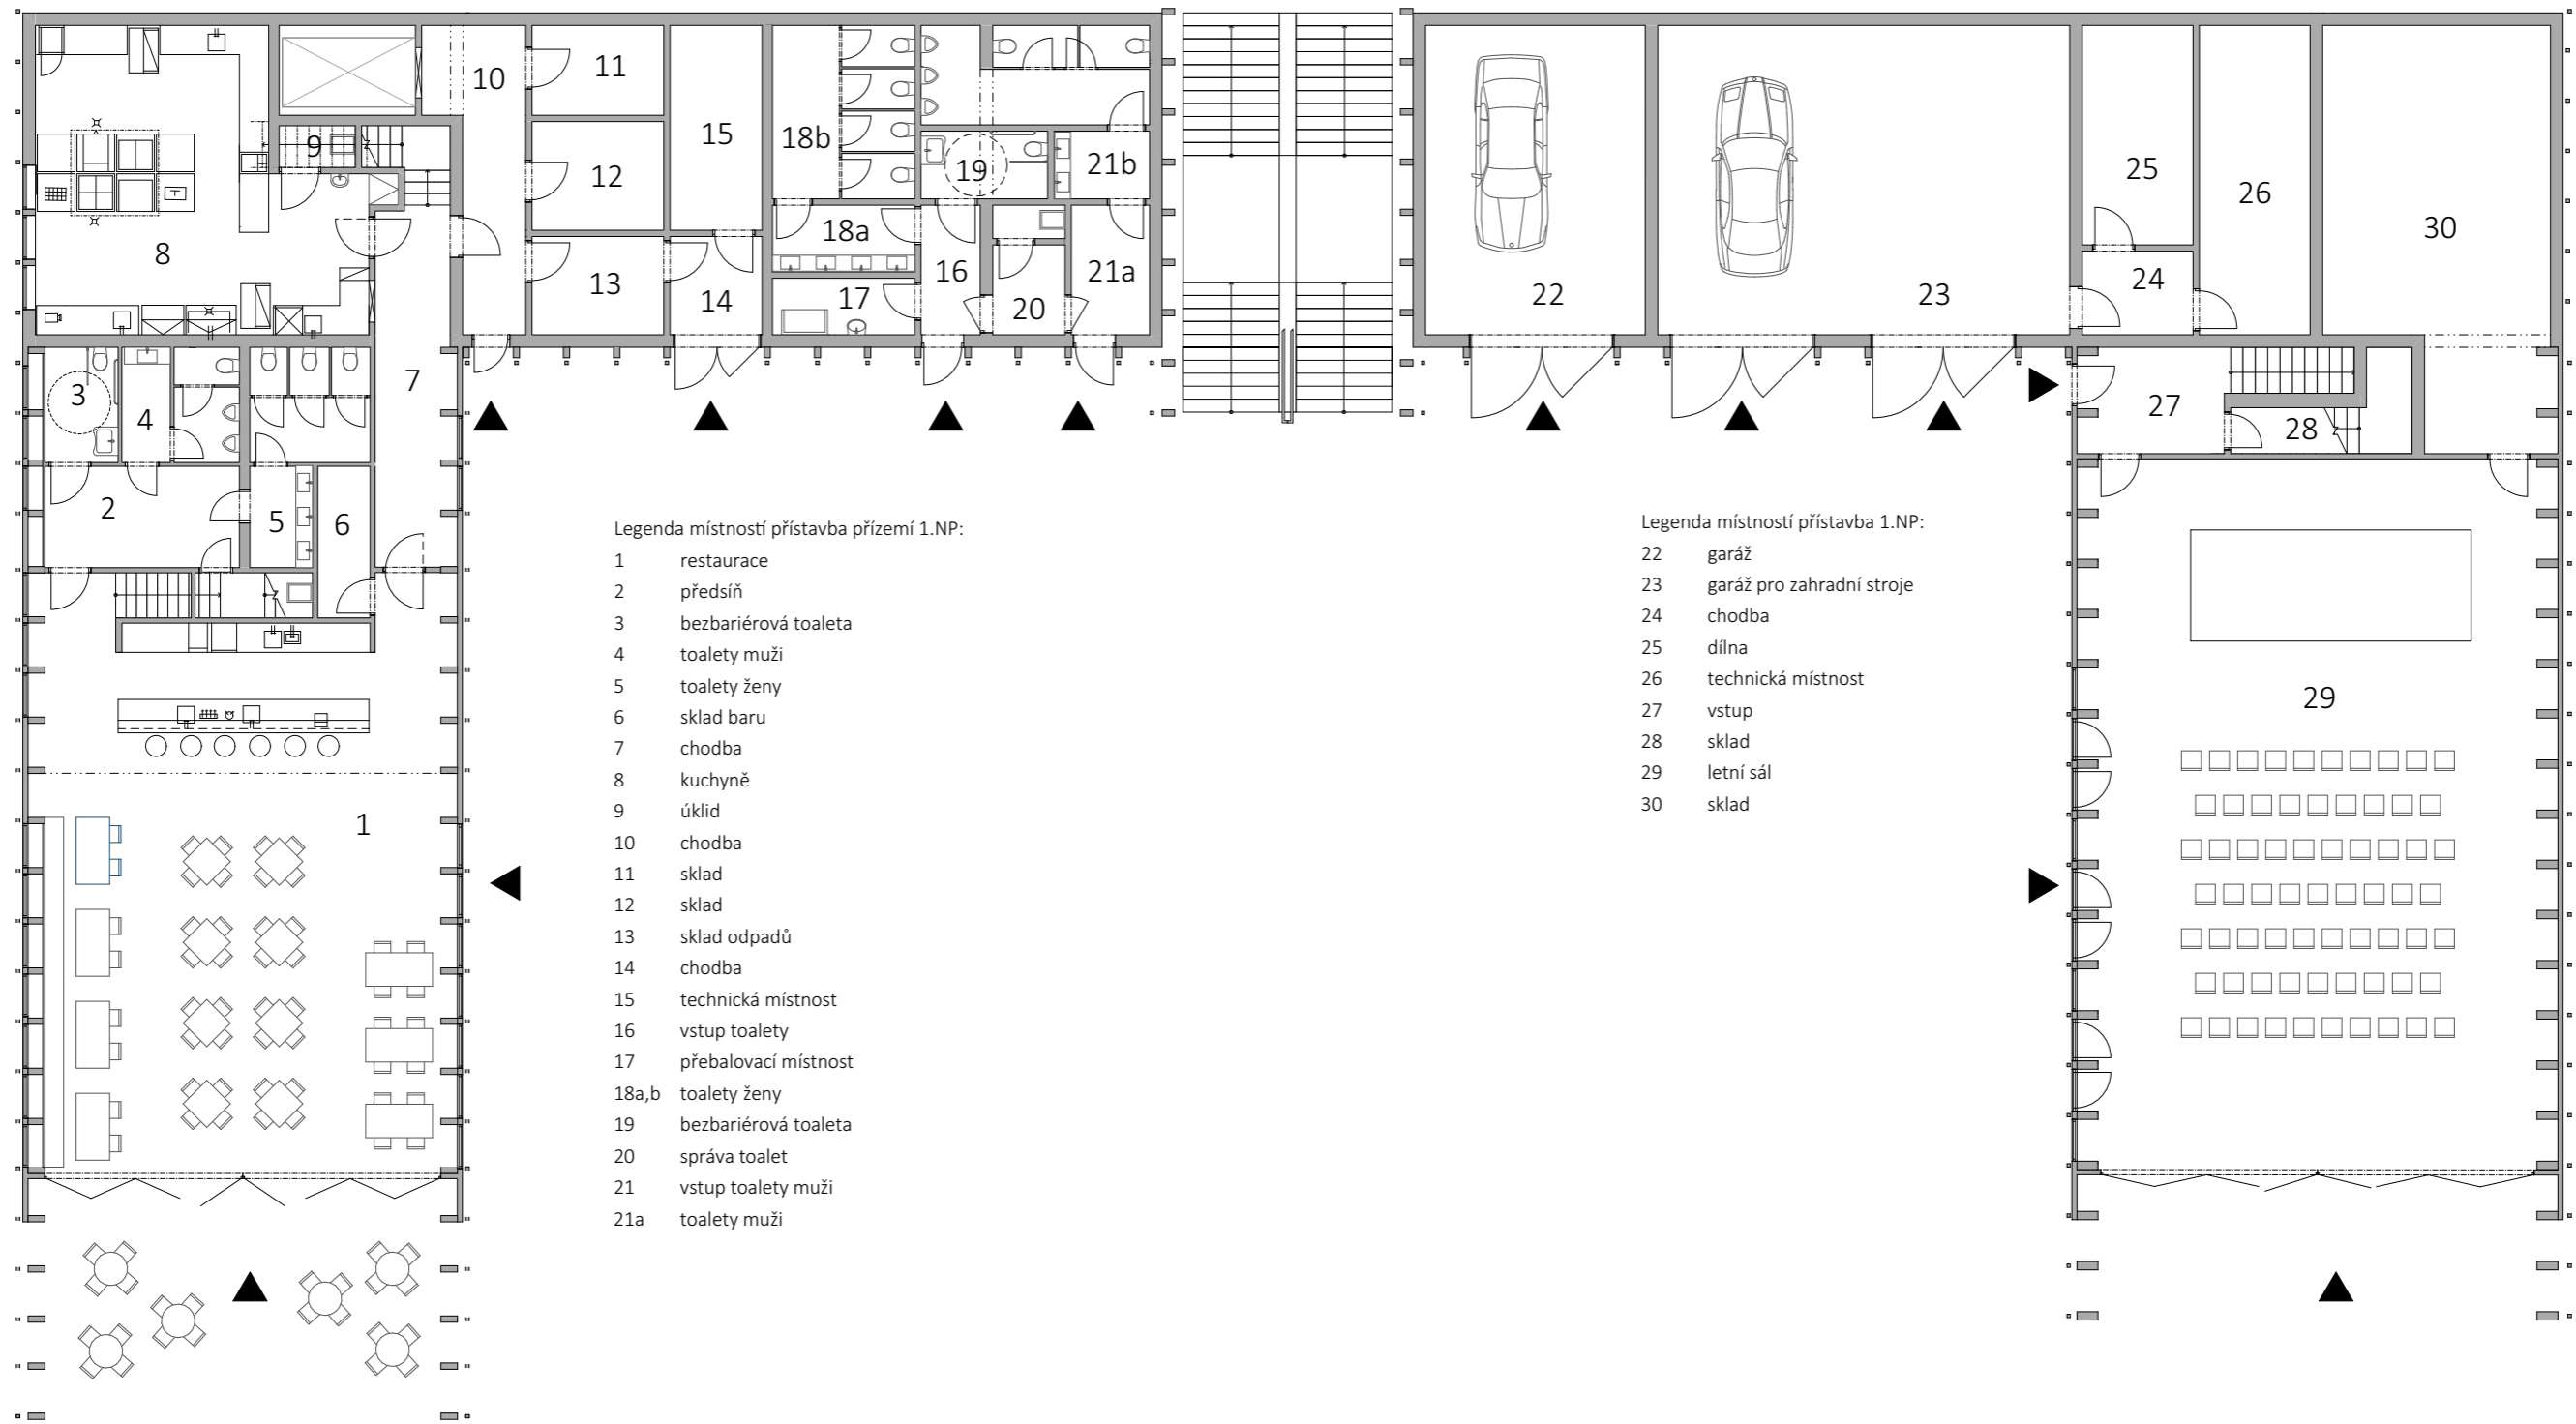 10
11
12
15
18b
19
21b
25
26
30
9
8
13
14
18a
17
16
20
21a
22
23
24
3
4
7
27
28
2
5
6
29
1
Legenda místností přístavba přízemí 1.NP:
1 restaurace
2 předsíň
3 bezbariérová toaleta
4 toalety muži
5 toalety ženy
6 sklad baru
7 chodba
8 kuchyně
9 úklid
10 chodba
11 sklad
12 sklad
13 sklad odpadů
14 chodba
15 technická místnost
16 vstup toalety
17 přebalovací místnost
18a,b toalety ženy
19 bezbariérová toaleta
20 správa toalet
21 vstup toalety muži
21a toalety muži
Legenda místností přístavba 1.NP:
22 garáž
23 garáž pro zahradní stroje
24 chodba
25 dílna
26 technická místnost
27 vstup
28 sklad
29 letní sál
30 sklad